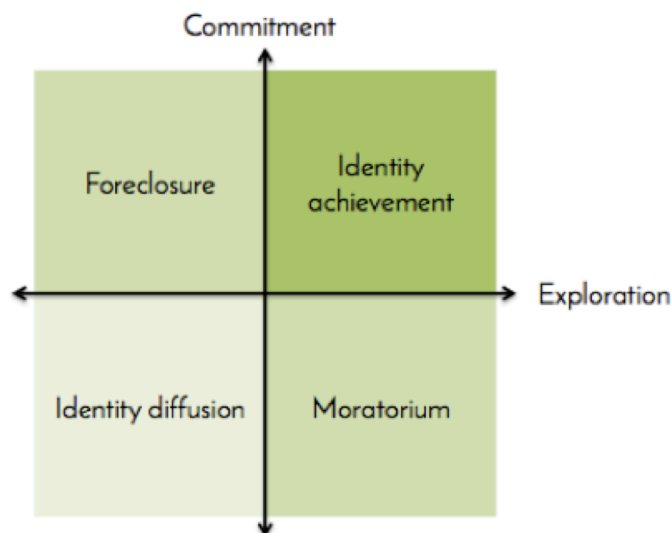 Commitment
Foreclosure
Identity
achievement
Exploration
Identity diffusion
Moratorium